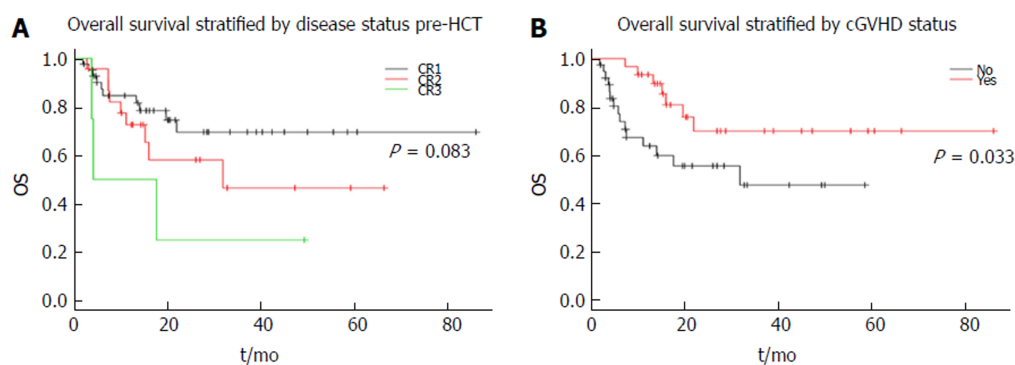 A Overall survival stratified by disease status pre-HCT
1.0
0.8
0.6
0.4
0.2
0.0
OS
CR1
CR2
CR3
P = 0.083
0 20 40 60 80
t/mo
B Overall survival stratified by cGVHD status
1.0
0.8
0.6
0.4
0.2
0.0
OS
No
Yes
P = 0.033
0 20 40 60 80
t/mo